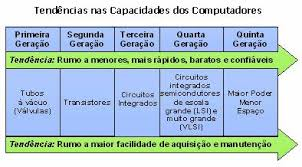 Tendências nas Capacidades dos Computadores
Primeira Geração
Segunda Geração
Terceira Geração
Quarta Geração
Quinta Geração
Tendência: Rumo a menores, mais rápidos, baratos e confiáveis
Tubos à vácuo (Válvulas)
Transistores
Circuitos Integrados
Circuitos integrados semicondutores de escala grande (LSI) e muito grande (VLSI)
Maior Poder Menor Espaço
Tendência: Rumo a maior facilidade de aquisição e manutenção